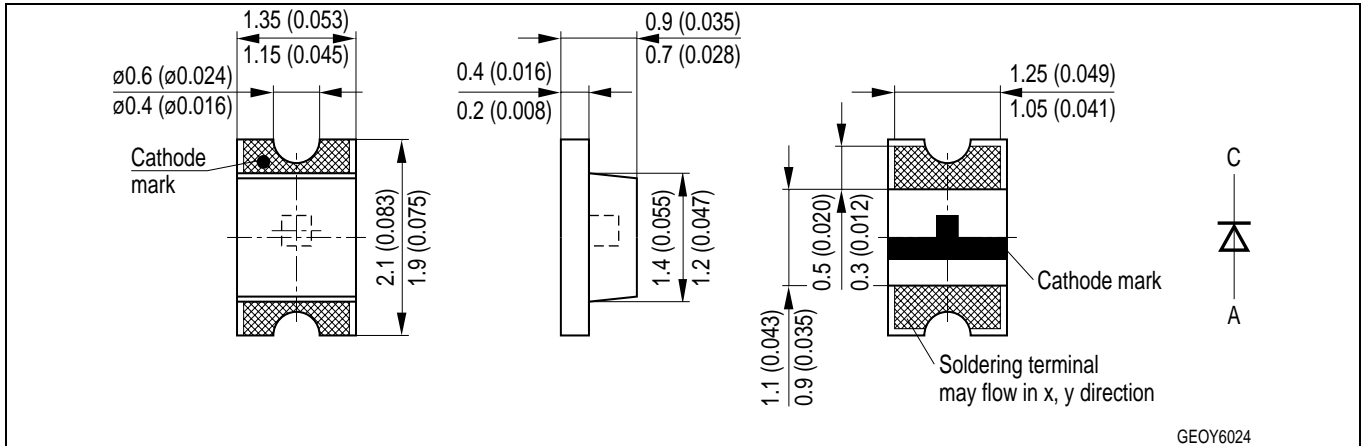 1.35 (0.053)
1.15 (0.045)
ø0.6 (ø0.024)
ø0.4 (ø0.016)
Cathode
mark
2.1 (0.083)
1.9 (0.075)
0.9 (0.035)
0.7 (0.028)
0.4 (0.016)
0.2 (0.008)
1.4 (0.055)
1.2 (0.047)
1.25 (0.049)
1.05 (0.041)
0.5 (0.020)
0.3 (0.012)
1.1 (0.043)
0.9 (0.035)
Cathode mark
Soldering terminal
may flow in x, y direction
C
A
GEOY6024